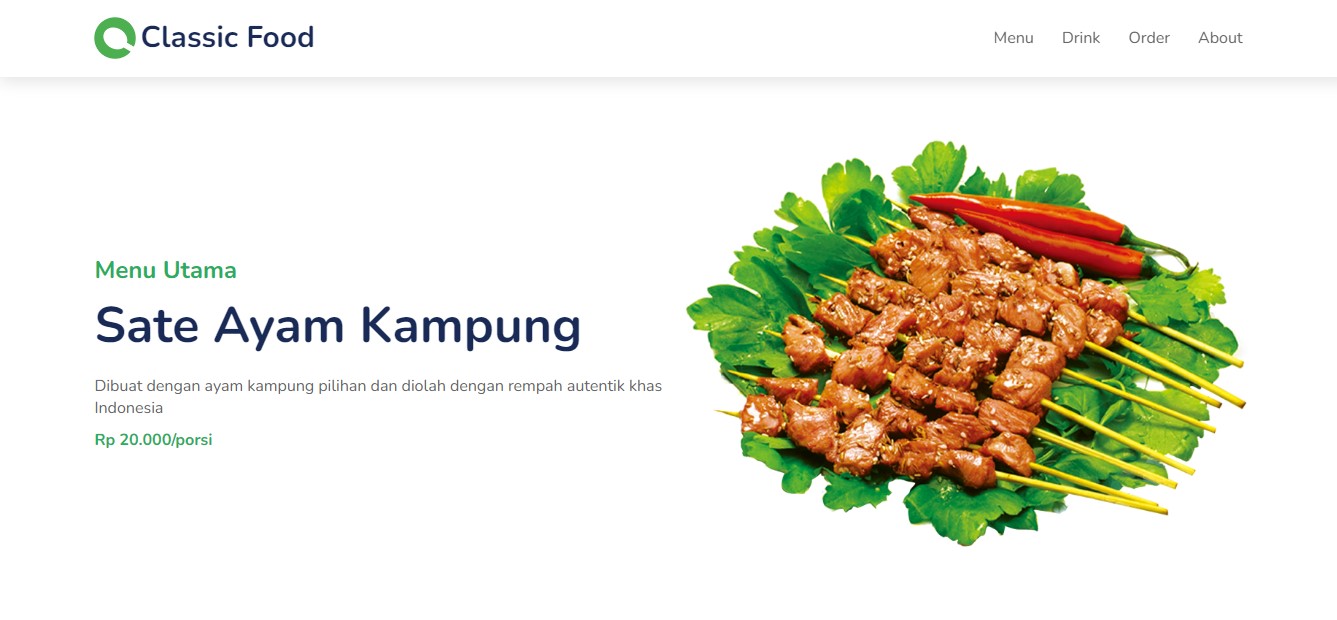 Classic Food
Menu
Drink
Order
About
Menu Utama
Sate Ayam Kampung
Dibuat dengan ayam kampung pilihan dan diolah dengan rempah autentik khas
Indonesia
Rp 20.000/porsi